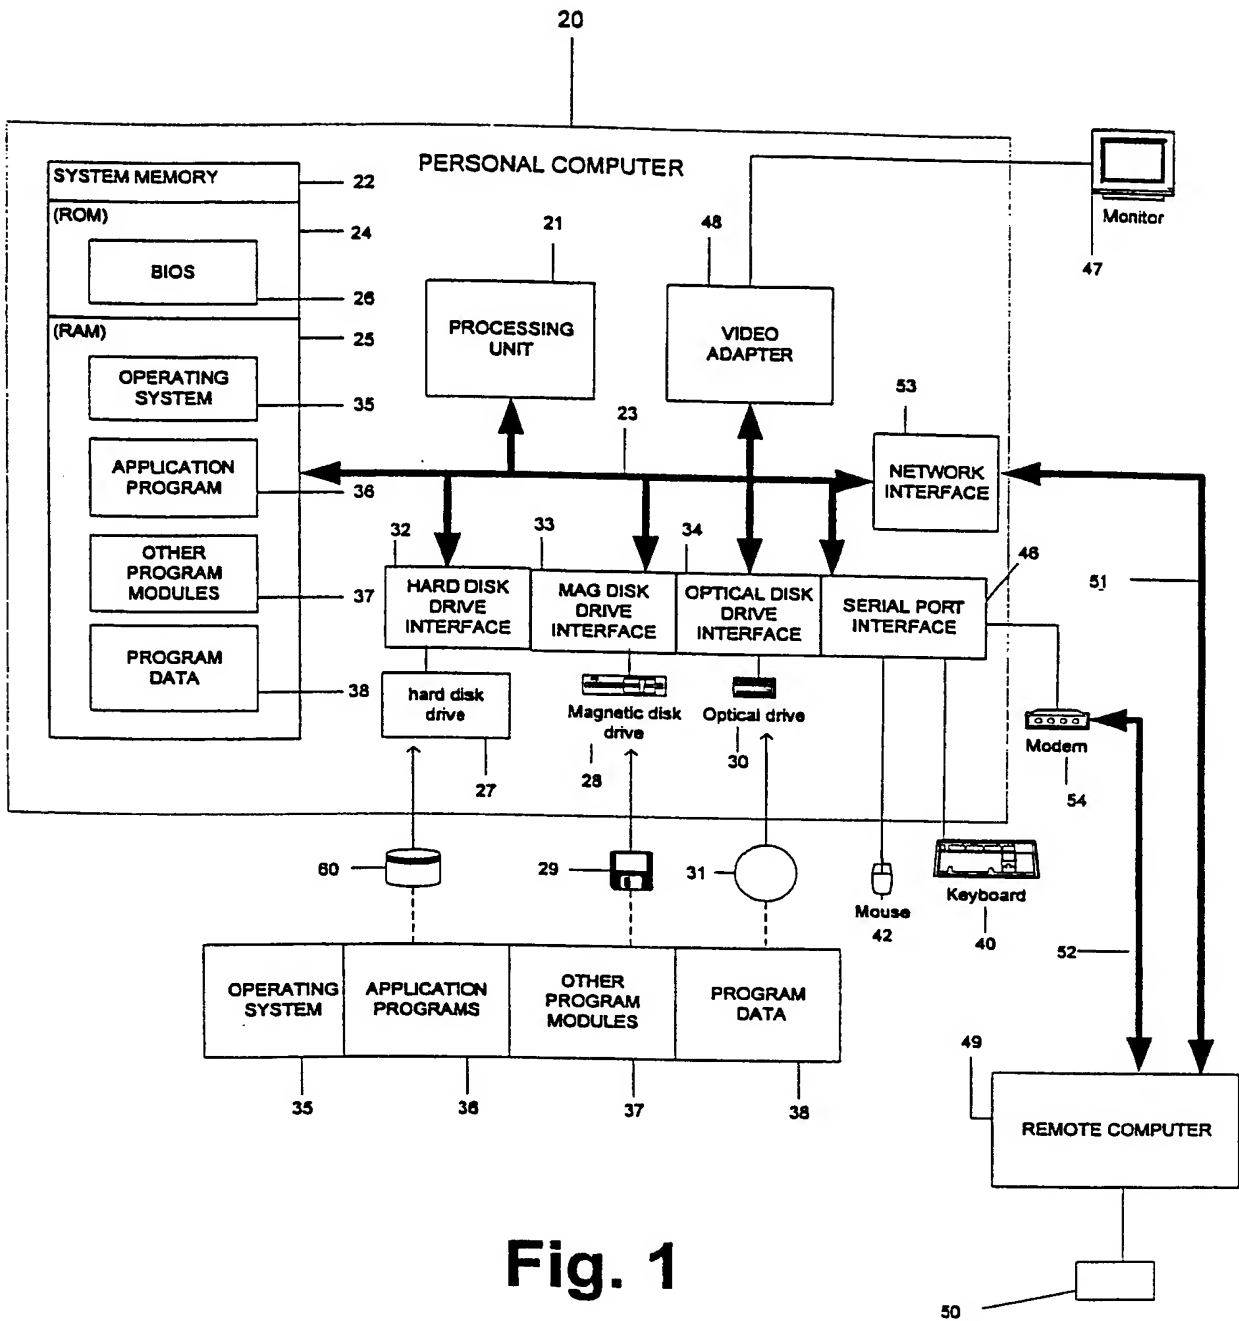 20
PERSONAL COMPUTER
SYSTEM MEMORY
22
(ROM)
24
BIOS
26
(RAM)
25
OPERATING
SYSTEM
35
APPLICATION
PROGRAM
36
OTHER
PROGRAM
MODULES
37
PROGRAM
DATA
38
21
PROCESSING
UNIT
48
VIDEO
ADAPTER
Monitor
47
53
NETWORK
INTERFACE
23
32
HARD DISK
DRIVE
INTERFACE
33
MAG DISK
DRIVE
INTERFACE
34
OPTICAL DISK
DRIVE
INTERFACE
46
SERIAL PORT
INTERFACE
51
hard disk
drive
27
Magnetic disk
drive
28
Optical drive
30
Modem
54
60
29
31
Mouse
42
Keyboard
40
52
OPERATING
SYSTEM
APPLICATION
PROGRAMS
OTHER
PROGRAM
MODULES
PROGRAM
DATA
35
36
37
38
49
REMOTE COMPUTER
50
Fig. 1